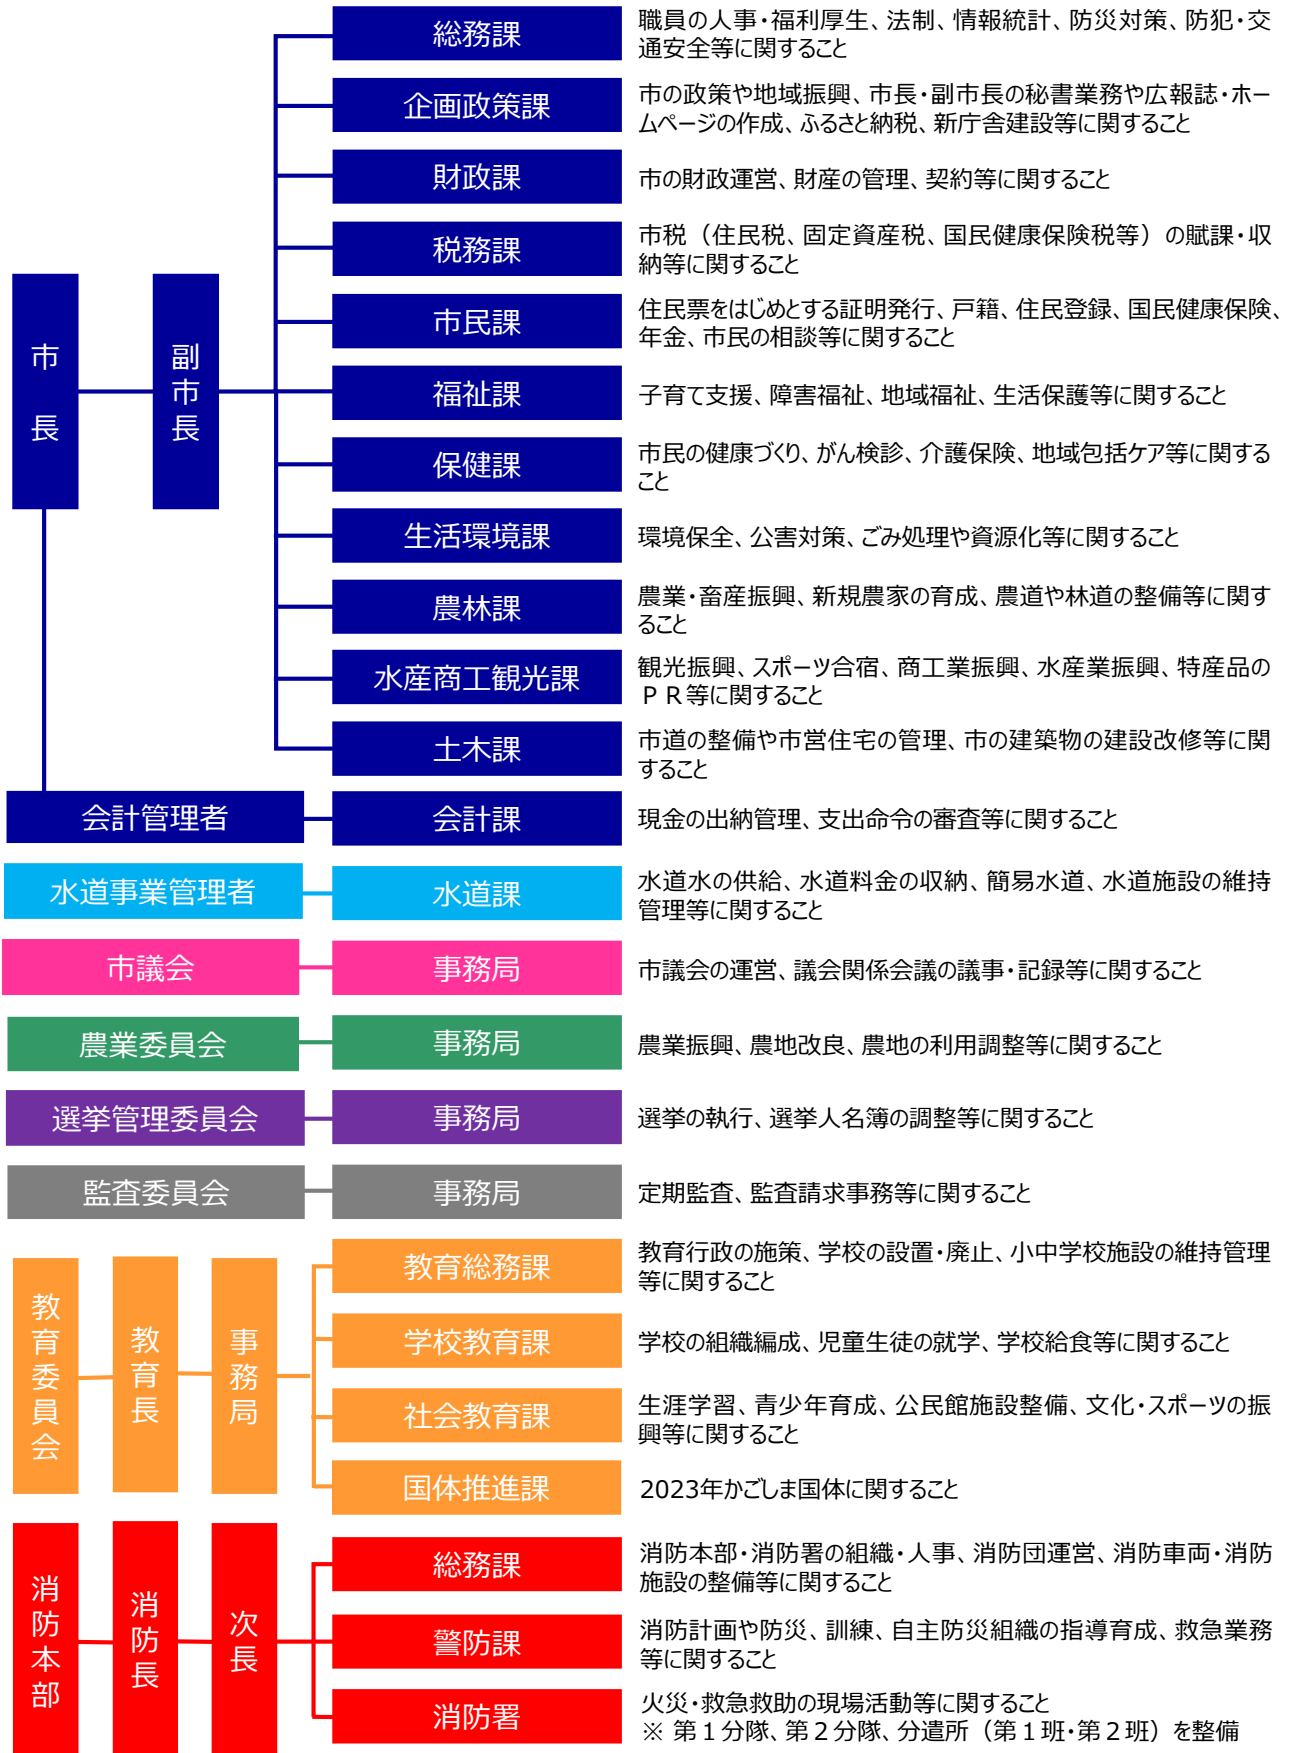 総務課
職員の人事・福利厚生、法制、情報統計、防災対策、防犯・交
通安全等に関すること
企画政策課
市の政策や地域振興、市長・副市長の秘書業務や広報誌・ホー
ムページの作成、ふるさと納税、新庁舎建設等に関すること
財政課
市の財政運営、財産の管理、契約等に関すること
税務課
市税（住民税、固定資産税、国民健康保険税等）の賦課・収
納等に関すること
市民課
住民票をはじめとする証明発行、戸籍、住民登録、国民健康保険、
年金、市民の相談等に関すること
市長
副市長
福祉課
子育て支援、障害福祉、地域福祉、生活保護等に関すること
保健課
市民の健康づくり、がん検診、介護保険、地域包括ケア等に関する
こと
生活環境課
環境保全、公害対策、ごみ処理や資源化等に関すること
農林課
農業・畜産振興、新規農家の育成、農道や林道の整備等に関す
ること
水産商工観光課
観光振興、スポーツ合宿、商工業振興、水産業振興、特産品の
ＰＲ等に関すること
土木課
市道の整備や市営住宅の管理、市の建築物の建設改修等に関
すること
会計管理者
会計課
現金の出納管理、支出命令の審査等に関すること
水道事業管理者
水道課
水道水の供給、水道料金の収納、簡易水道、水道施設の維持
管理等に関すること
市議会
事務局
市議会の運営、議会関係会議の議事・記録等に関すること
農業委員会
事務局
農業振興、農地改良、農地の利用調整等に関すること
選挙管理委員会
事務局
選挙の執行、選挙人名簿の調整等に関すること
監査委員会
事務局
定期監査、監査請求事務等に関すること
教育委員会
教育長
事務局
教育総務課
教育行政の施策、学校の設置・廃止、小中学校施設の維持管理
等に関すること
学校教育課
学校の組織編成、児童生徒の就学、学校給食等に関すること
社会教育課
生涯学習、青少年育成、公民館施設整備、文化・スポーツの振
興等に関すること
国体推進課
2023年かごしま国体に関すること
消防本部
消防長
次長
総務課
消防本部・消防署の組織・人事、消防団運営、消防車両・消防
施設の整備等に関すること
警防課
消防計画や防災、訓練、自主防災組織の指導育成、救急業務
等に関すること
消防署
火災・救急救助の現場活動等に関すること
※ 第１分隊、第２分隊、分遣所（第１班・第２班）を整備